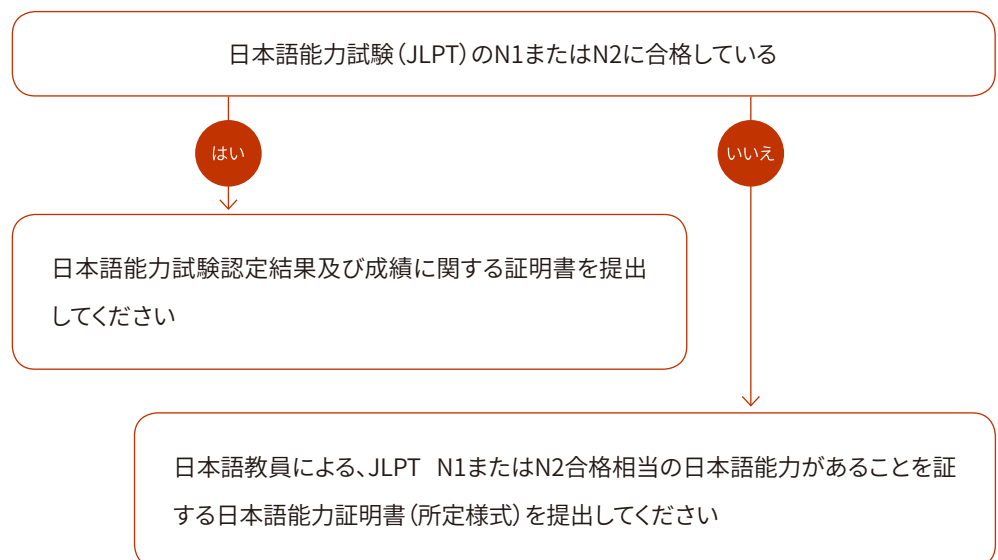 日本語能力試験（JLPT）のN1またはN2に合格している
はい
いいえ
日本語能力試験認定結果及び成績に関する証明書を提出
してください
日本語教員による、JLPT　N1またはN2合格相当の日本語能力があることを証
する日本語能力証明書（所定様式）を提出してください